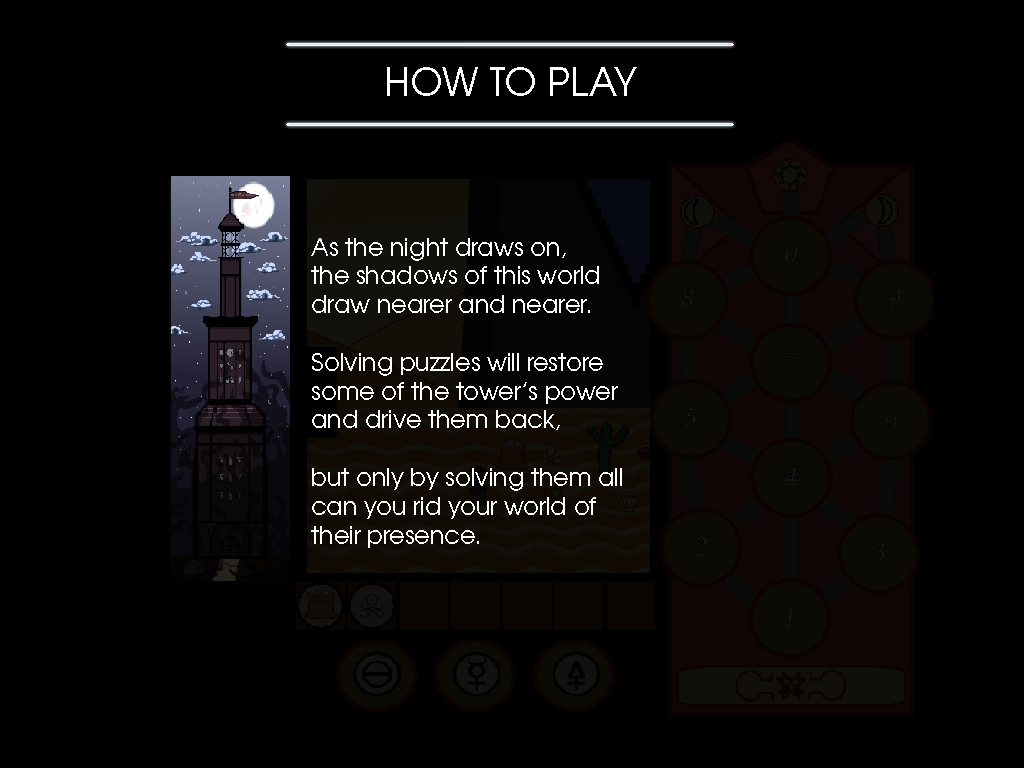 HOW TO PLAY
As the night draws on,
the shadows of this world
draw nearer and nearer.
Solving puzzles will restore
some of the tower's power
and drive them back,
but only by solving them all
can you rid your world of
their presence.
0
8
9
7
5
6
4
2
3
1